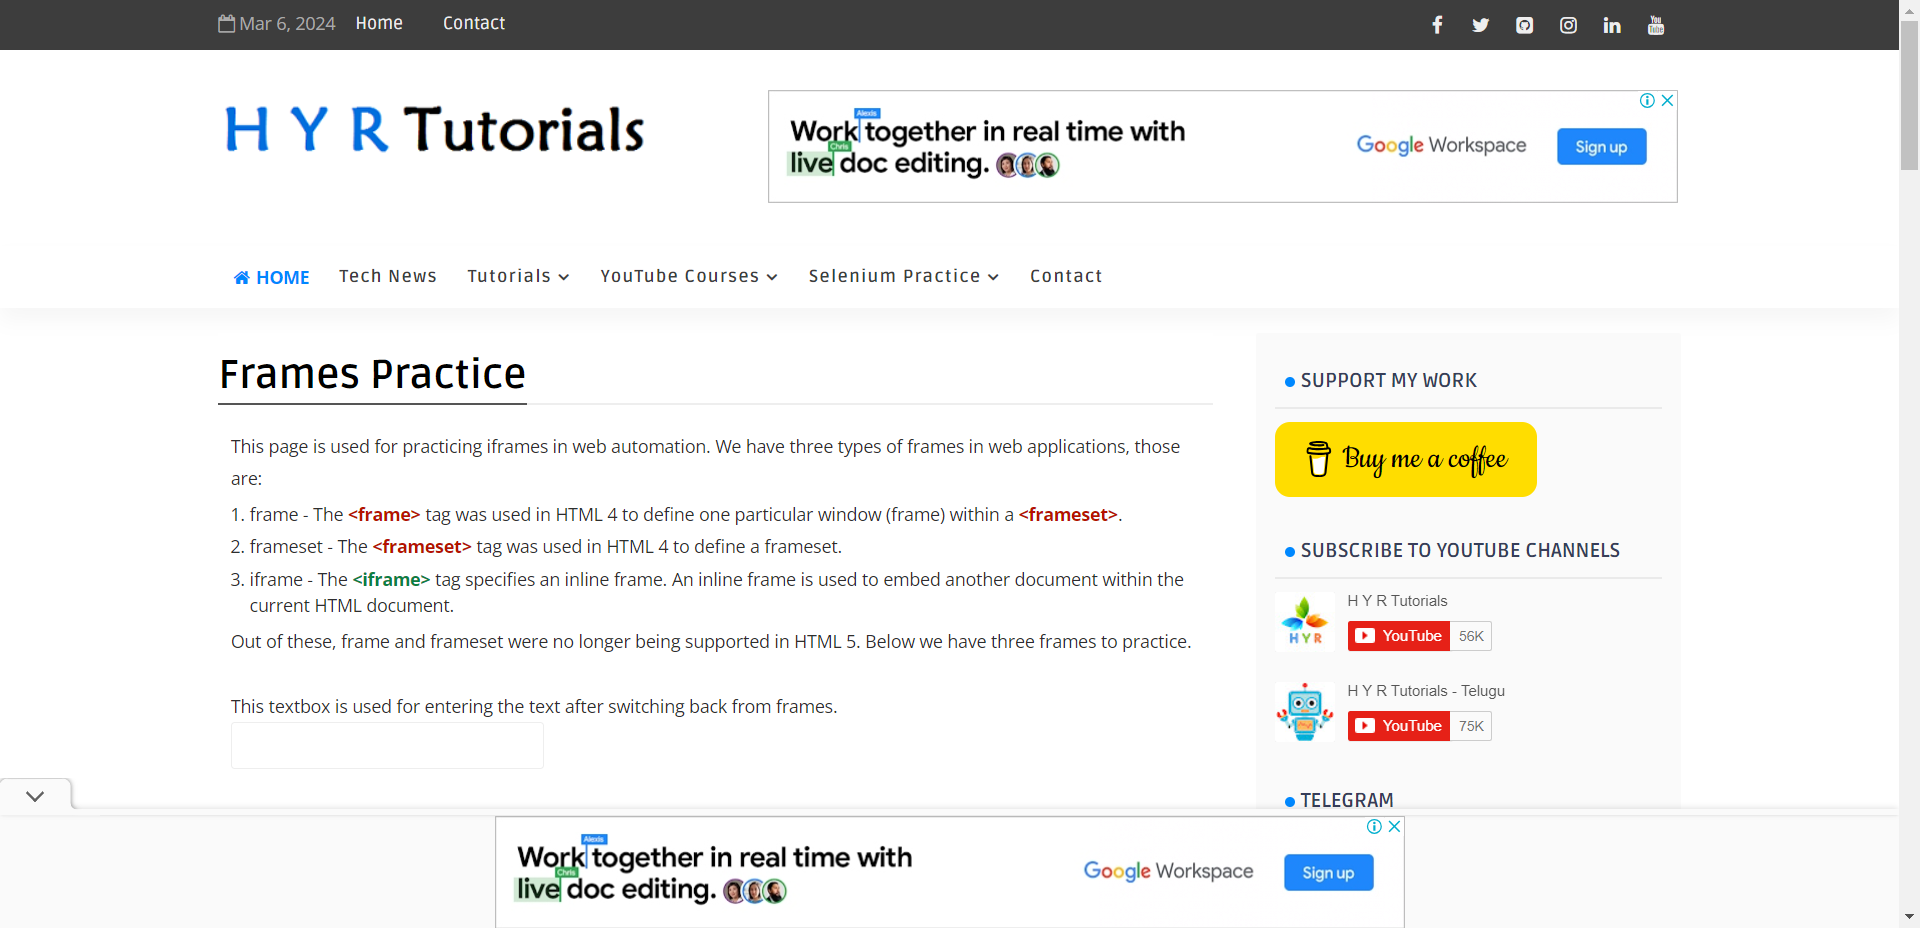 Mar 6, 2024 Home Contact
H Y R Tutorials
Alexis
Work together in real time with
Chris
live doc editing.
Google Workspace
Sign up
HOME Tech News Tutorials YouTube Courses Selenium Practice Contact
Frames Practice
This page is used for practicing iframes in web automation. We have three types of frames in web applications, those
are:
1. frame - The <frame> tag was used in HTML 4 to define one particular window (frame) within a <frameset>.
2. frameset - The <frameset> tag was used in HTML 4 to define a frameset.
3. iframe - The <iframe> tag specifies an inline frame. An inline frame is used to embed another document within the
current HTML document.
Out of these, frame and frameset were no longer being supported in HTML 5. Below we have three frames to practice.
This textbox is used for entering the text after switching back from frames.
SUPPORT MY WORK
Buy me a coffee
SUBSCRIBE TO YOUTUBE CHANNELS
H Y R Tutorials
HYR
YouTube 56K
H Y R Tutorials - Telugu
YouTube 75K
TELEGRAM
Alexis
Work together in real time with
Chris
live doc editing.
Google Workspace
Sign up